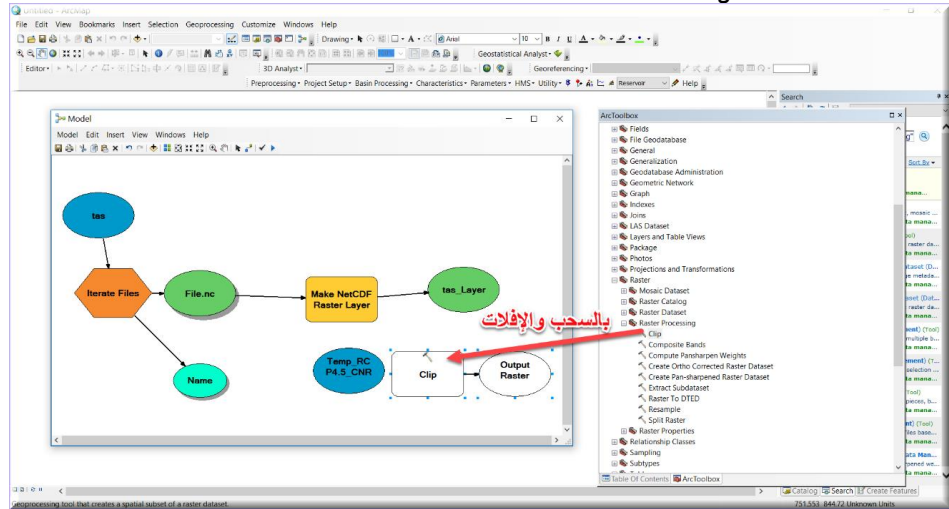 Untitled - ArcMap
File Edit View Bookmarks Insert Selection Geoprocessing Customize Windows Help
Drawing Arial 10 B I U A
Geostatistical Analyst
Editor 3D Analyst Georeferencing
Preprocessing Project Setup Basin Processing Characteristics Parameters HMS Utility Reservoir Help
Search
Model
Model Edit Insert View Windows Help
tas
Iterate Files
File.nc
Make NetCDF
Raster Layer
tas_Layer
Name
Temp_RC
P4.5_CNR
Clip
Output
Raster
بالسحب والإفلات
ArcToolbox
Fields
File Geodatabase
General
Generalization
Geodatabase Administration
Geometric Network
Graph
Indexes
Joins
LAS Dataset
Layers and Table Views
Package
Photos
Projections and Transformations
Raster
Mosaic Dataset
Raster Catalog
Raster Dataset
Raster Processing
Clip
Composite Bands
Compute Pansharpen Weights
Create Ortho Corrected Raster Dataset
Create Pan-sharpened Raster Dataset
Extract Subdataset
Raster To DTED
Resample
Split Raster
Raster Properties
Relationship Classes
Sampling
Subtypes
Table Of Contents ArcToolbox
Sort By
Catalog Search Create Features
Geoprocessing tool that creates a spatial subset of a raster dataset.
751.553 844.72 Unknown Units